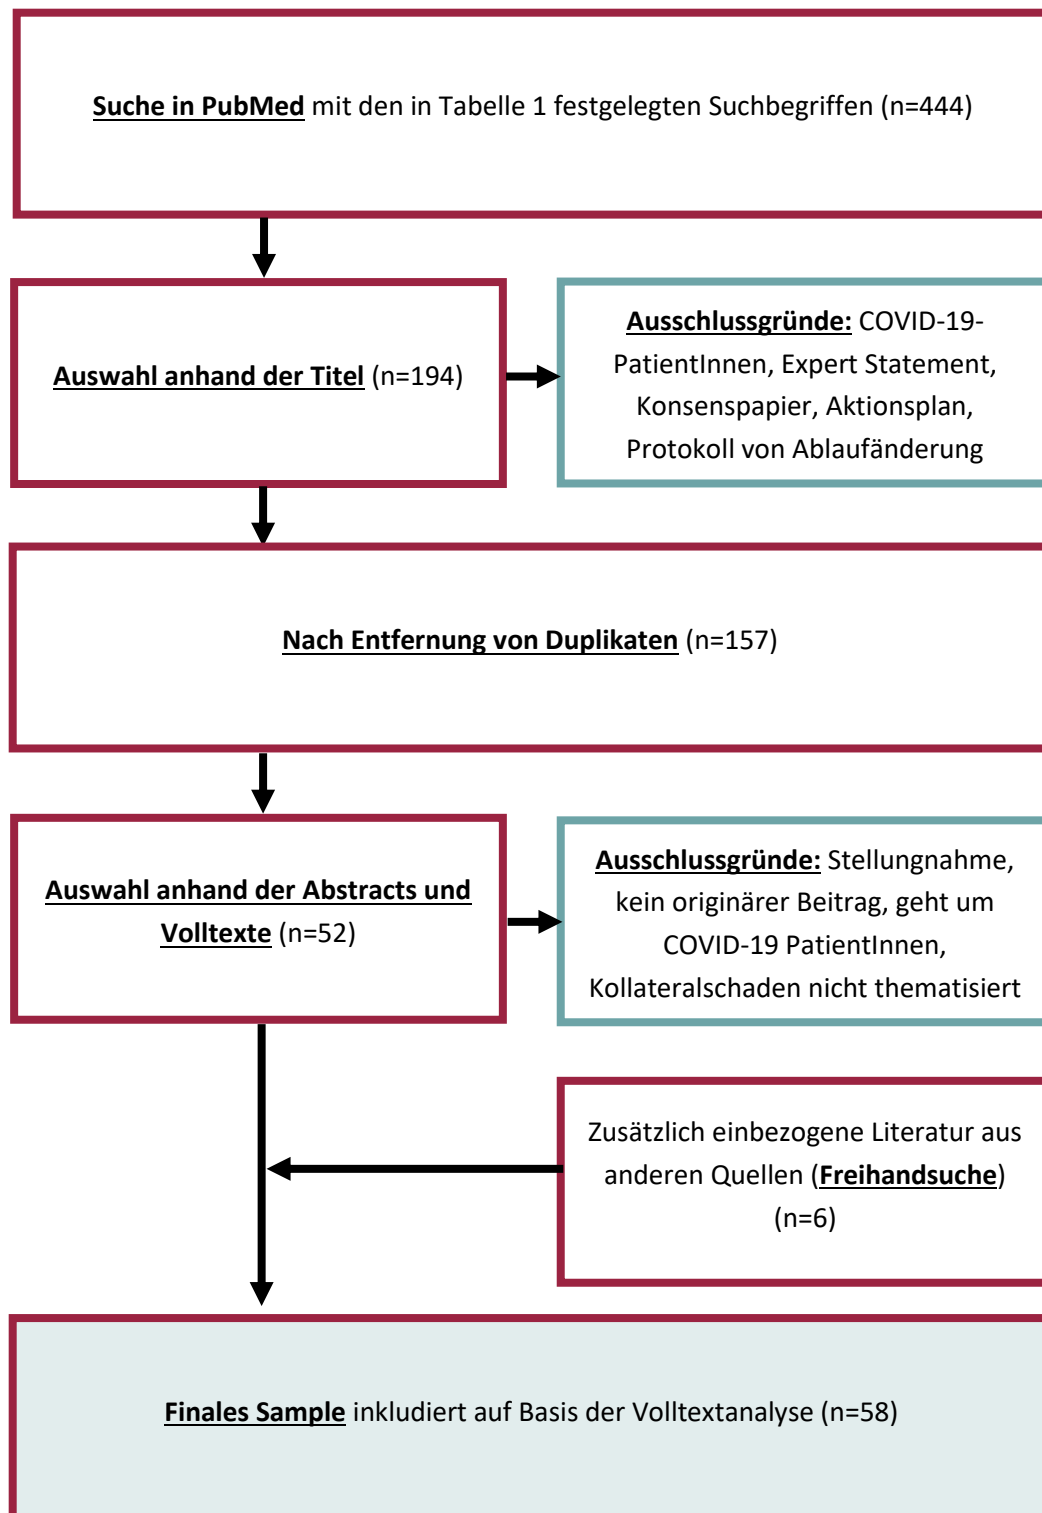 Suche in PubMed mit den in Tabelle 1 festgelegten Suchbegriffen (n=444)
Auswahl anhand der Titel (n=194)
Ausschlussgründe: COVID-19-
PatientInnen, Expert Statement,
Konsenspapier, Aktionsplan,
Protokoll von Ablaufänderung
Nach Entfernung von Duplikaten (n=157)
Auswahl anhand der Abstracts und
Volltexte (n=52)
Ausschlussgründe: Stellungnahme,
kein originärer Beitrag, geht um
COVID-19 PatientInnen,
Kollateralschaden nicht thematisiert
Zusätzlich einbezogene Literatur aus
anderen Quellen (Freihandsuche)
(n=6)
Finales Sample inkludiert auf Basis der Volltextanalyse (n=58)